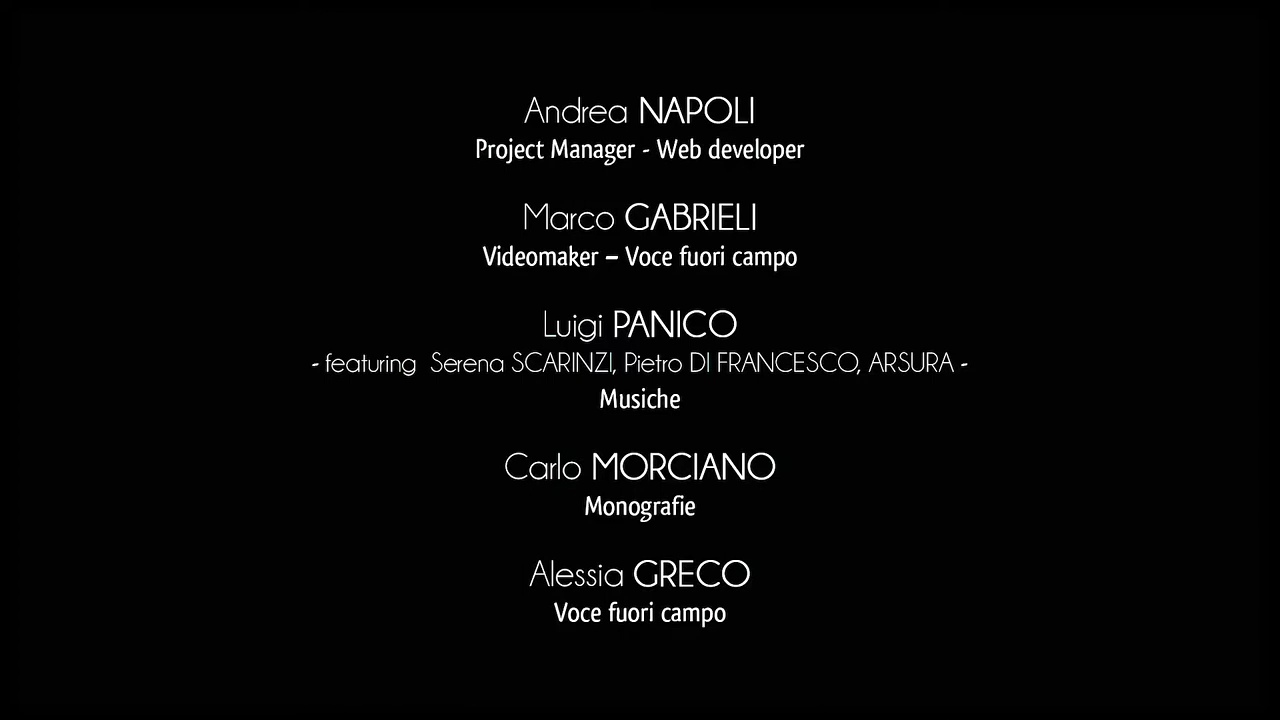 Andrea NAPOLI
Project Manager - Web developer
Marco GABRIELI
Videomaker – Voce fuori campo
Luigi PANICO
- featuring  Serena SCARINZI, Pietro DI FRANCESCO, ARSURA -
Musiche
Carlo MORCIANO
Monografie
Alessia GRECO
Voce fuori campo